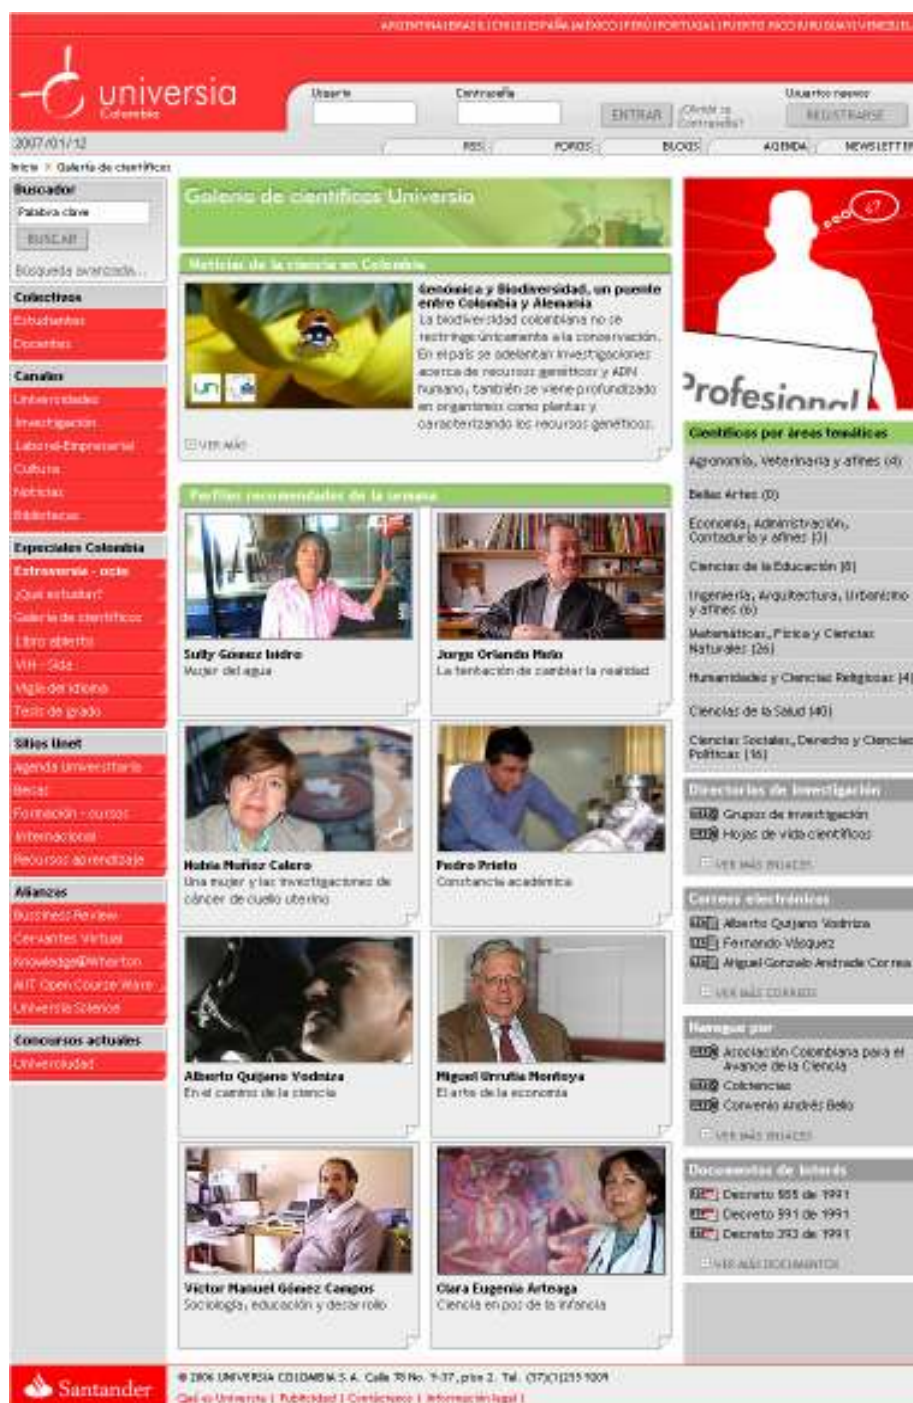 ARGENTINA | BRASIL | CHILE | ESPAÑA | MÉXICO | PERÚ | PORTUGAL | PUERTO RICO | URUGUAY | VENEZUEL
universia
Colombia
Usuario
Contraseña
ENTRAR
¿Olvidó su
Contraseña?
Usuarios nuevos
REGISTRARSE
2007/01/12
RSS
FOROS
BLOGS
AGENDA
NEWSLETTER
Inicio > Galería de científicos
Buscador
Palabra clave
BUSCAR
Búsqueda avanzada...
Colectivos
Estudiantes
Docentes
Canales
Universidades
Investigación
Laboral-Empresarial
Cultura
Noticias
Bibliotecas
Especiales Colombia
Extroversia - ocio
¿Qué estudiar?
Galería de científicos
Libro abierto
VIH - Sida
Vigía del idioma
Tesis de grado
Sitios Unet
Agenda Universitaria
Becas
Formación - cursos
Internacional
Recursos aprendizaje
Alianzas
Bussiness Review
Cervantes Virtual
Knowledge@Wharton
MIT Open Course Ware
Universia Science
Concursos actuales
Universiudad
Galería de científicos Universia
Noticias de la ciencia en Colombia
un
Genómica y Biodiversidad, un puente
entre Colombia y Alemania
La biodiversidad colombiana no se
restringe únicamente a la conservación.
En el país se adelantan investigaciones
acerca de recursos genéticos y ADN
humano, también se viene profundizado
en organismos como plantas y
caracterizando los recursos genéticos.
VER MÁS
Perfiles recomendados de la semana
Sully Gómez Isidro
Mujer del agua
Jorge Orlando Melo
La tentación de cambiar la realidad
Nubia Muñoz Calero
Una mujer y las investigaciones de
cáncer de cuello uterino
Pedro Prieto
Constancia académica
Alberto Quijano Vodniza
En el camino de la ciencia
Miguel Urrutia Montoya
El arte de la economía
Víctor Manuel Gómez Campos
Sociología, educación y desarrollo
Clara Eugenia Arteaga
Ciencia en pos de la infancia
¿?
Profesional
Científicos por áreas temáticas
Agronomía, Veterinaria y afines (4)
Bellas Artes (0)
Economía, Administración,
Contaduría y afines (3)
Ciencias de la Educación (8)
Ingeniería, Arquitectura, Urbanismo
y afines (6)
Matemáticas, Física y Ciencias
Naturales (26)
Humanidades y Ciencias Religiosas (4)
Ciencias de la Salud (40)
Ciencias Sociales, Derecho y Ciencias
Políticas (16)
Directorios de investigación
Grupos de investigación
Hojas de vida científicos
VER MÁS ENLACES
Correos electrónicos
Alberto Quijano Vodniza
Fernando Vásquez
Miguel Gonzalo Andrade Correa
VER MÁS CORREOS
Navegue por
Asociación Colombiana para el
Avance de la Ciencia
Colciencias
Convenio Andrés Bello
VER MÁS ENLACES
Documentos de interés
Decreto 585 de 1991
Decreto 591 de 1991
Decreto 393 de 1991
VER MÁS DOCUMENTOS
Santander
© 2006 UNIVERSIA COLOMBIA S.A. Calle 78 No. 9-37, piso 2. Tel.
Qué es Universia | Publicidad | Contáctenos | Información legal |